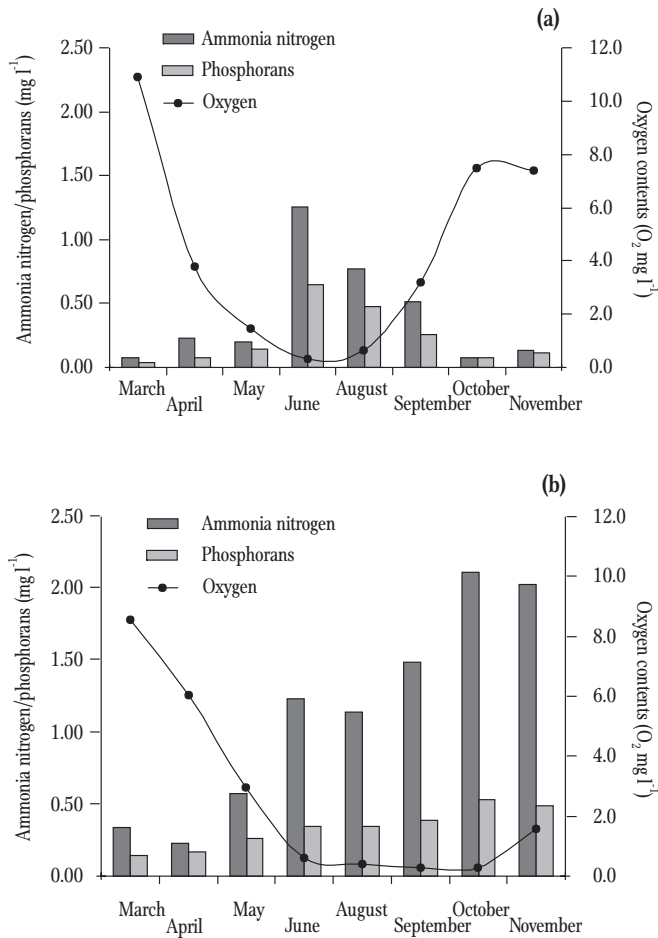 (a)
Ammonia nitrogen
Phosphorans
Oxygen
Ammonia nitrogen/phosphorans (mg l⁻¹)
2.50
2.00
1.50
1.00
0.50
0.00
Oxygen contents (O₂ mg l⁻¹)
12.0
10.0
8.0
6.0
4.0
2.0
0.0
March
April
May
June
August
September
October
November
(b)
Ammonia nitrogen
Phosphorans
Oxygen
Ammonia nitrogen/phosphorans (mg l⁻¹)
2.50
2.00
1.50
1.00
0.50
0.00
Oxygen contents (O₂ mg l⁻¹)
12.0
10.0
8.0
6.0
4.0
2.0
0.0
March
April
May
June
August
September
October
November